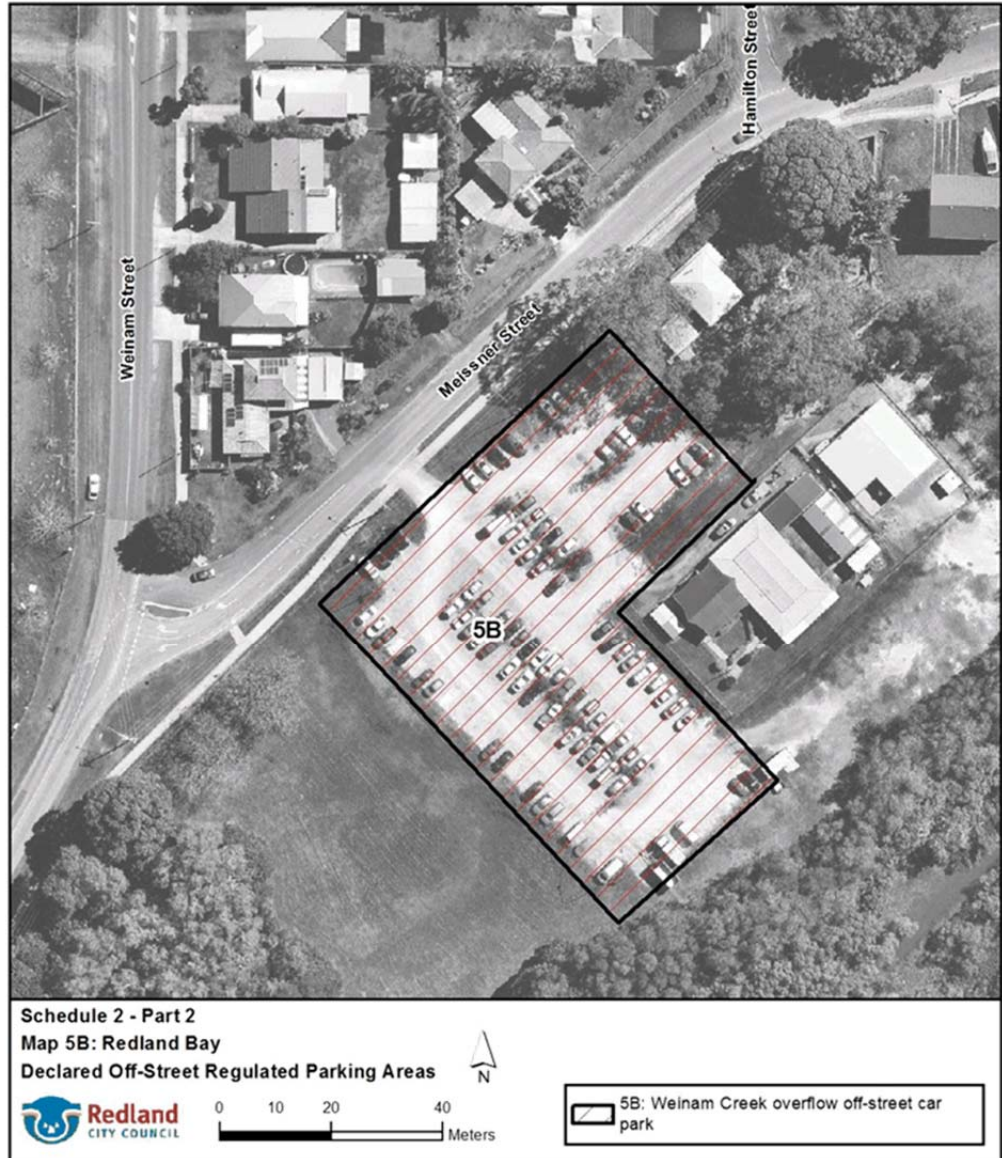 Hamilton Street
Weinam Street
Meissner Street
5B
Schedule 2 - Part 2
Map 5B: Redland Bay
Declared Off-Street Regulated Parking Areas
N
Redland
CITY COUNCIL
0 10 20 40
Meters
5B: Weinam Creek overflow off-street car
park